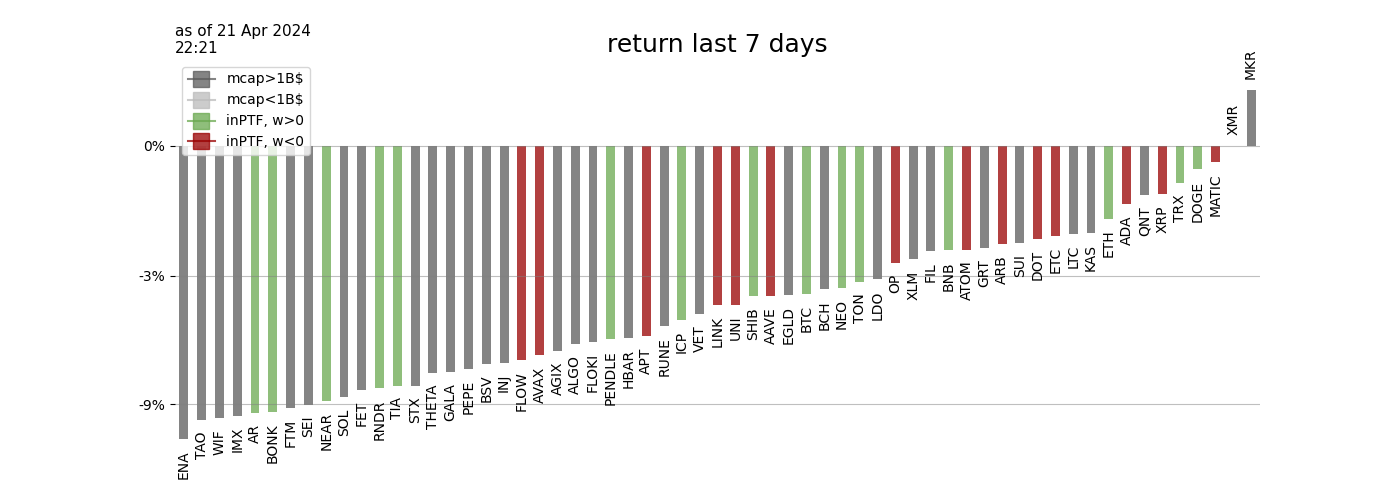 as of 21 Apr 2024
22:21
return last 7 days
mcap>1B$
mcap<1B$
inPTF, w>0
inPTF, w<0
0%
-3%
-9%
ENA
TAO
WIF
IMX
AR
BONK
FTM
SEI
NEAR
SOL
FET
RNDR
TIA
STX
THETA
GALA
PEPE
BSV
INJ
FLOW
AVAX
AGIX
ALGO
FLOKI
PENDLE
HBAR
APT
RUNE
ICP
VET
LINK
UNI
SHIB
AAVE
EGLD
BTC
BCH
NEO
TON
LDO
OP
XLM
FIL
BNB
ATOM
GRT
ARB
SUI
DOT
ETC
LTC
KAS
ETH
ADA
QNT
XRP
TRX
DOGE
MATIC
XMR
MKR